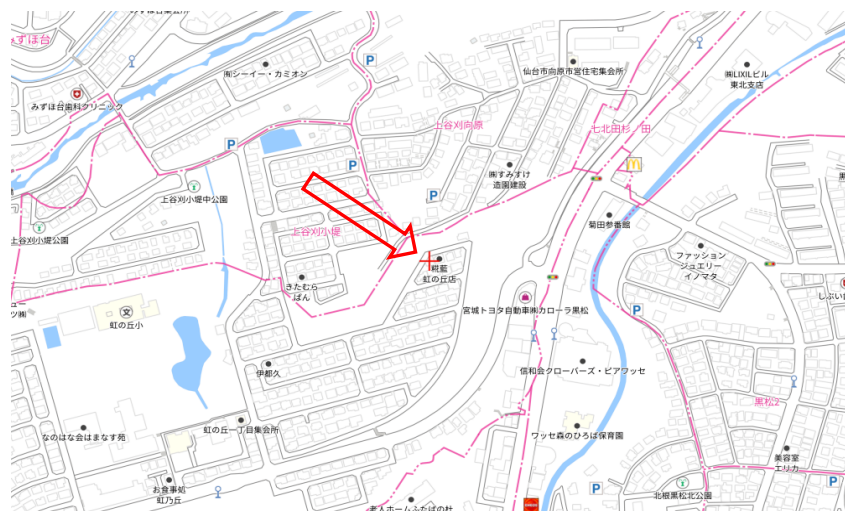 みずほ台
㈱シーイー・カミオン
みずほ台歯科クリニック
仙台市向原市営住宅集会所
㈱LIXILビル
東北支店
P
上谷刈向原
七北田杉ノ田
P
P
㈱すみすけ
造園建設
上谷刈小堤中公園
P
菊田参番館
上谷刈小堤公園
上谷刈小堤
ファッション
ジュエリー
イノマタ
糀藍
虹の丘店
きたむら
ぱん
宮城トヨタ自動車㈱カローラ黒松
P
虹の丘小
文
伊都久
信和会クローバーズ・ピアワッセ
黒松2
なのはな会はまなす苑
虹の丘一丁目集会所
ワッセ森のひろば保育園
美容室
エリカ
お食事処
虹乃丘
P
P
北根黒松北公園